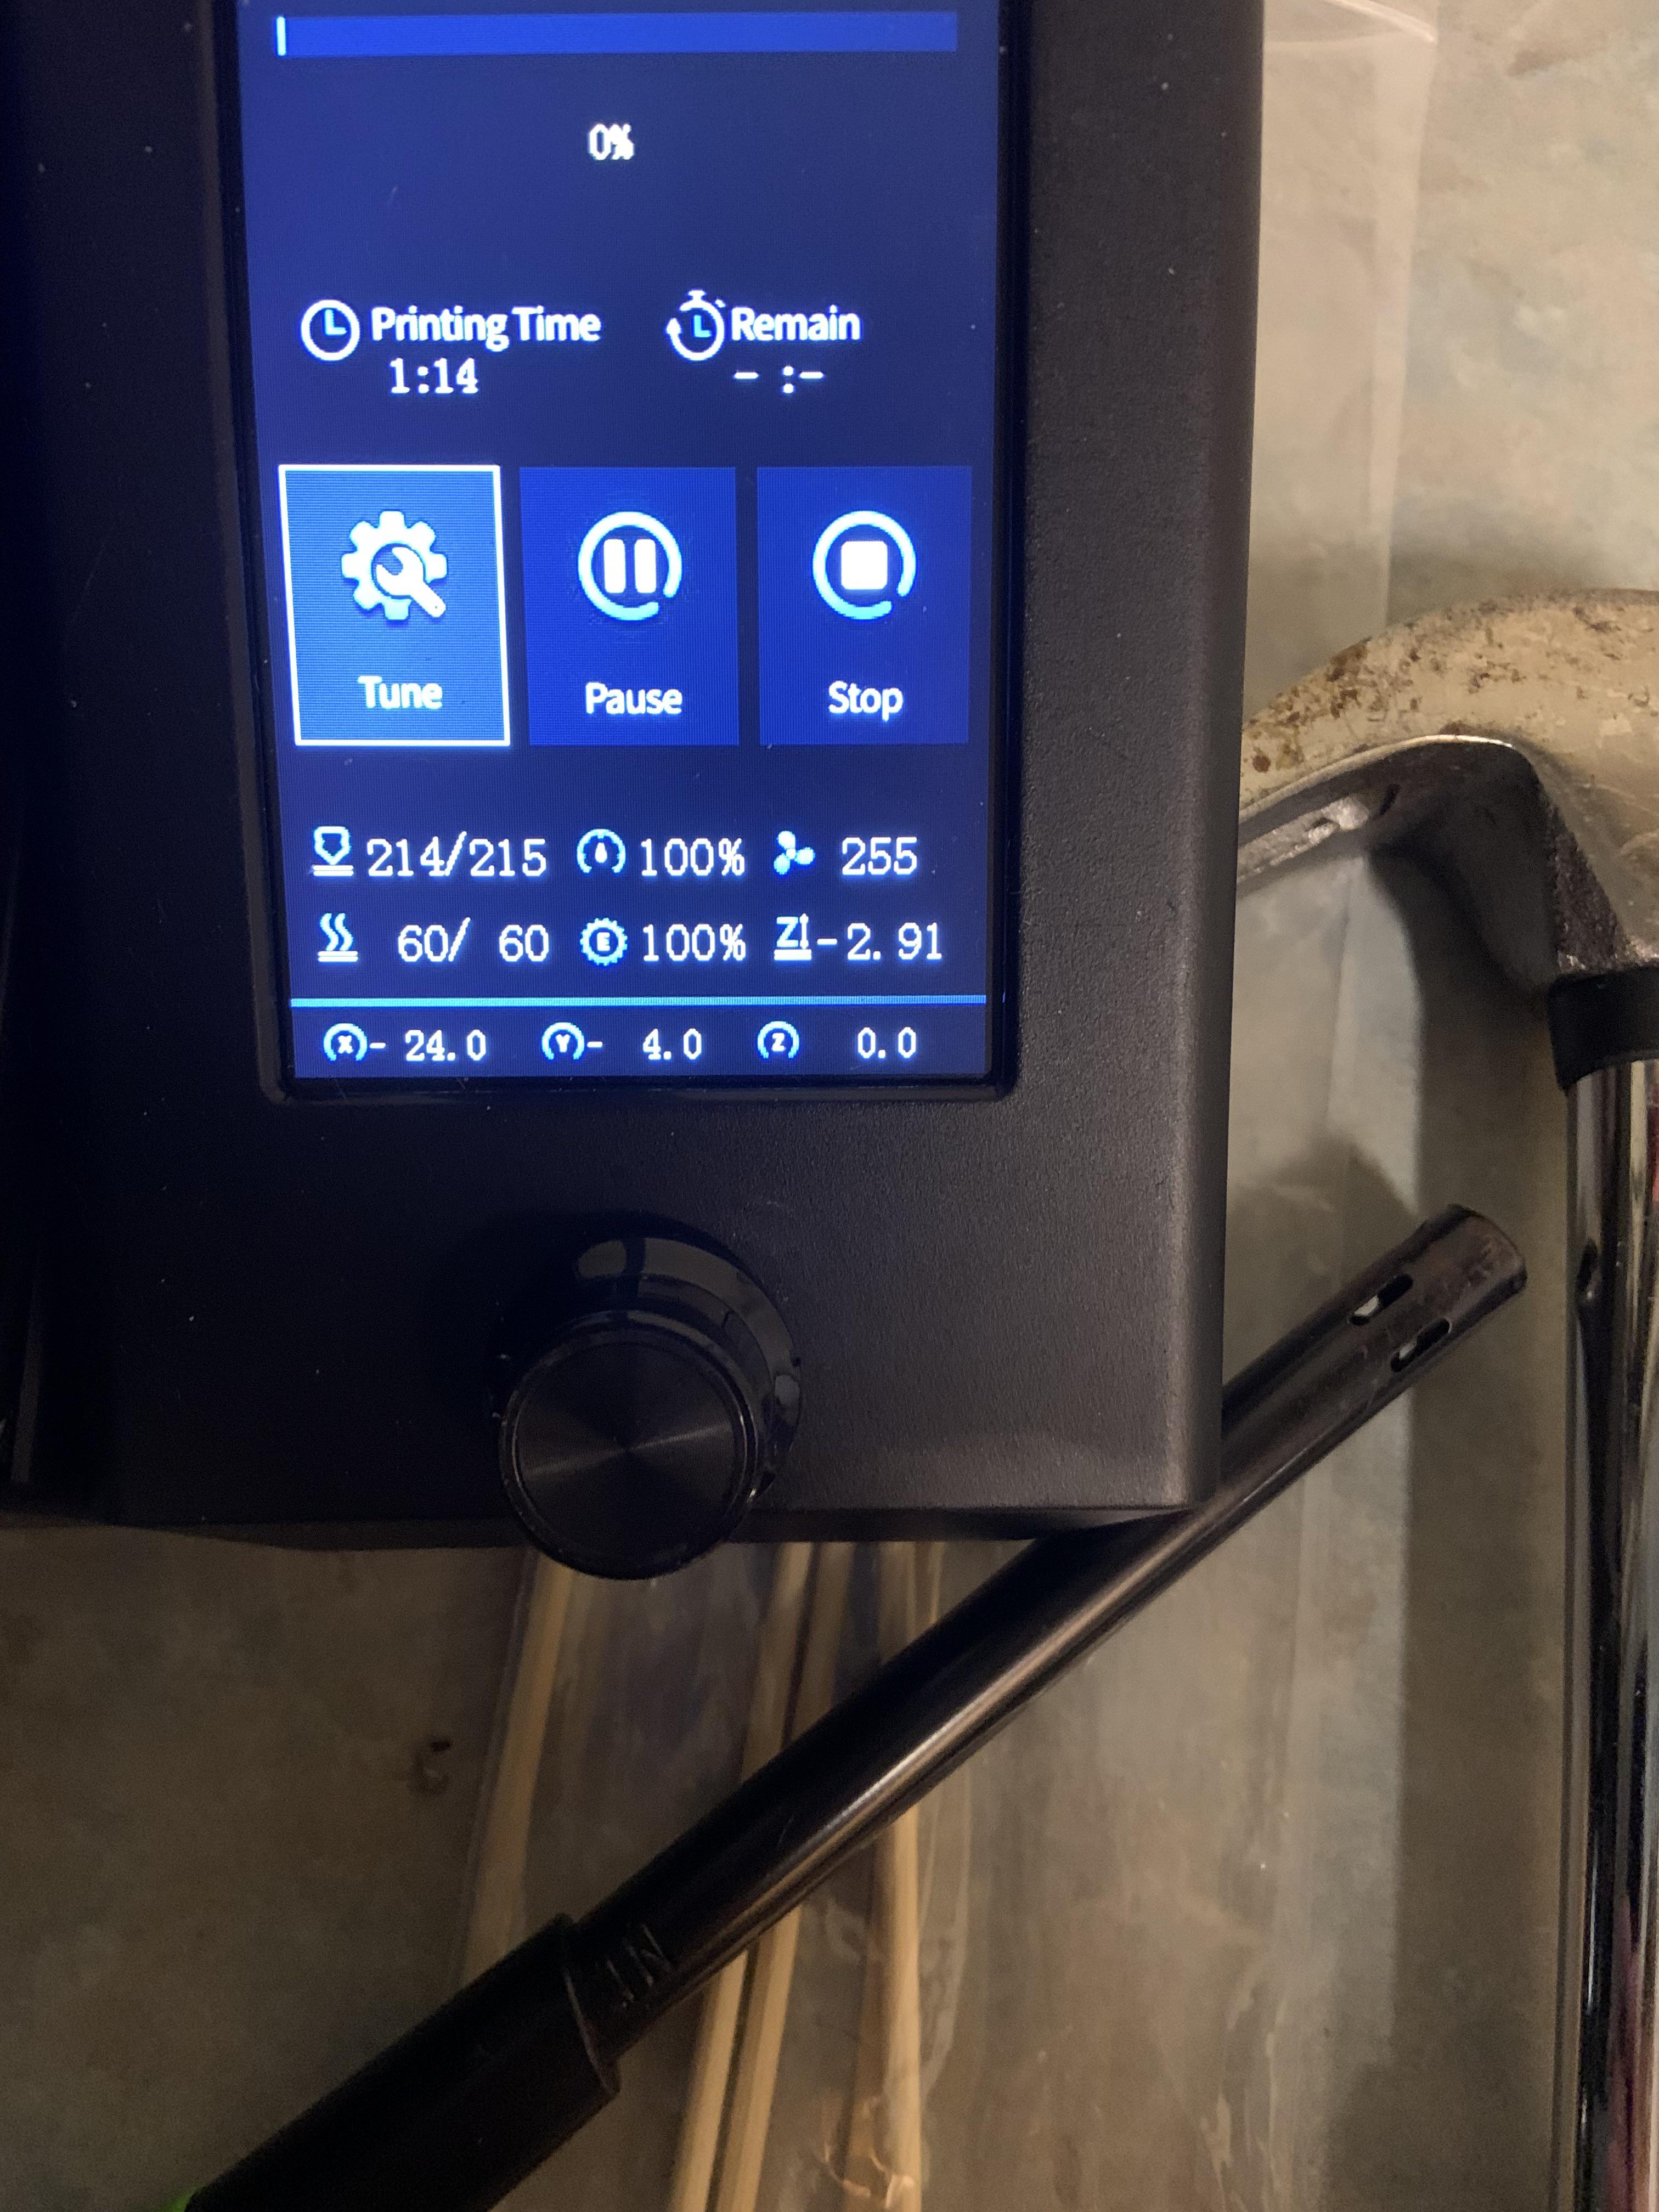 0%
Printing Time Remain
1:14 - :-
Tune Pause Stop
214/215 100% 255
60/ 60 E 100% Z -2.91
X - 24.0 Y - 4.0 Z 0.0